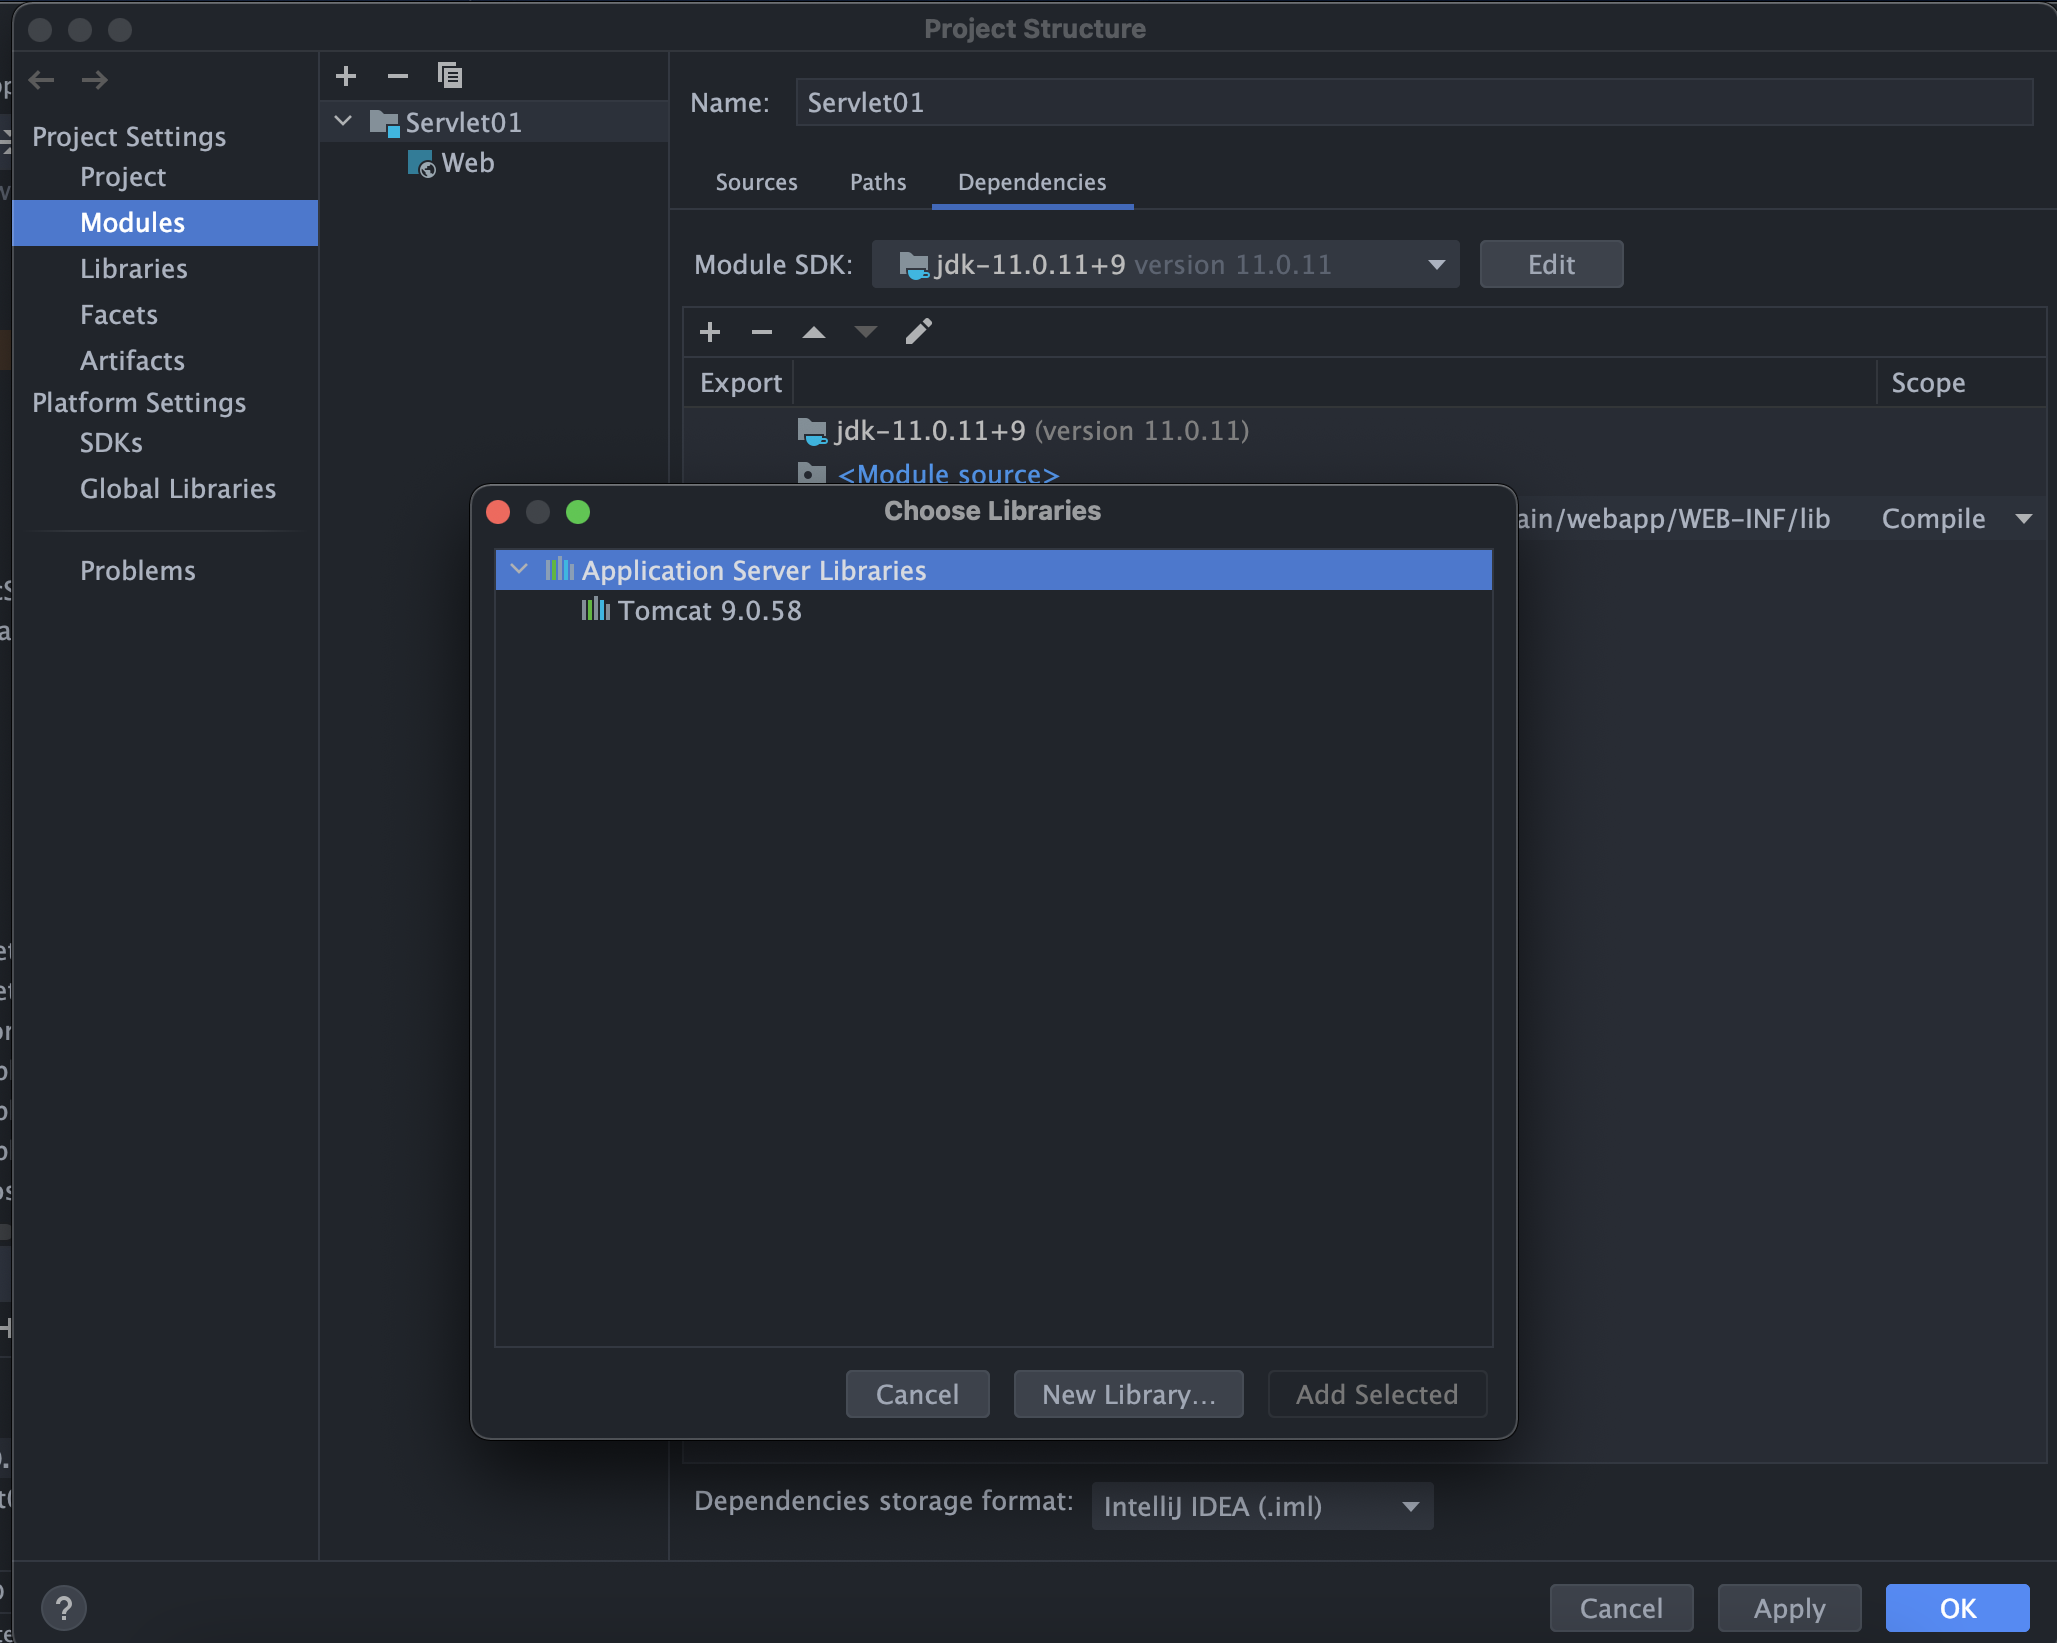 Project Structure
Project Settings
Project
Modules
Libraries
Facets
Artifacts
Platform Settings
SDKs
Global Libraries
Problems
Servlet01
Web
Name: Servlet01
Sources Paths Dependencies
Module SDK: jdk-11.0.11+9 version 11.0.11 Edit
Export Scope
jdk-11.0.11+9 (version 11.0.11)
<Module source>
ain/webapp/WEB-INF/lib Compile
Choose Libraries
Application Server Libraries
Tomcat 9.0.58
Cancel New Library... Add Selected
Dependencies storage format: IntelliJ IDEA (.iml)
? Cancel Apply OK